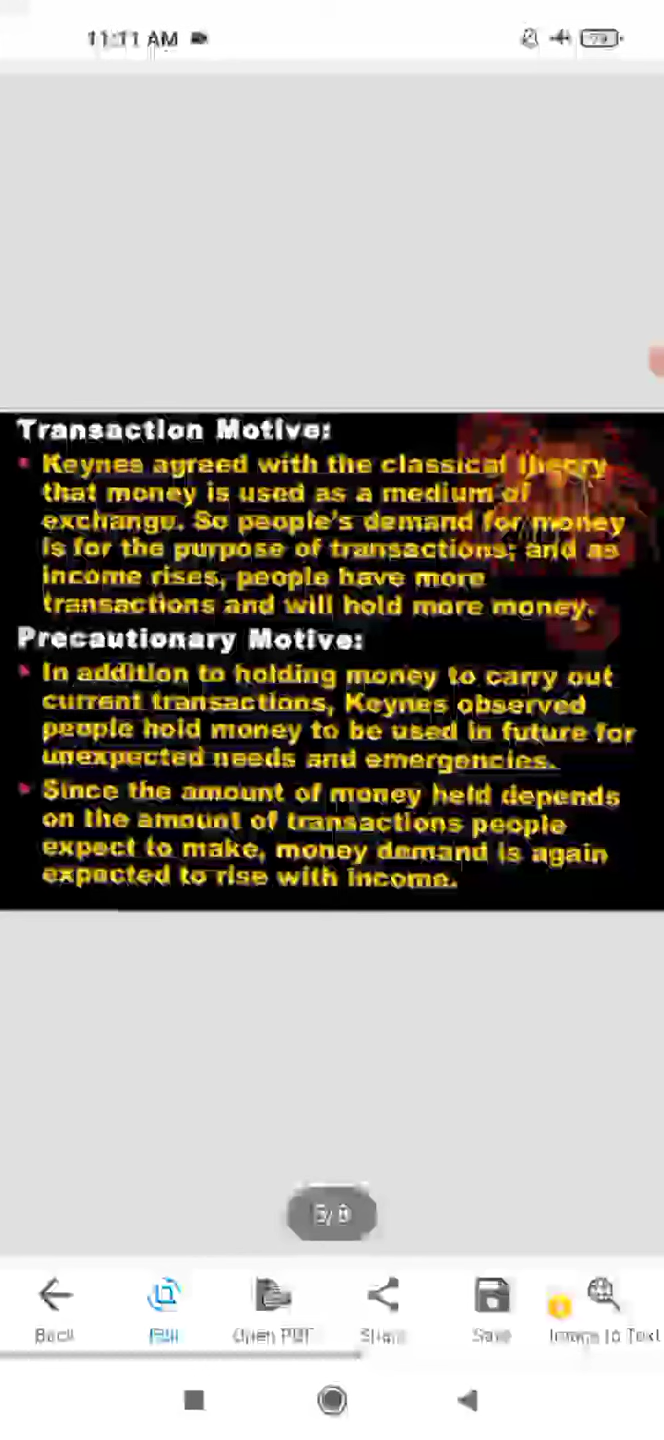 11:11 AM
Transaction Motive:
Keynes agreed with the classical theory
that money is used as a medium of
exchange. So people's demand for money
is for the purpose of transactions; and as
income rises, people have more
transactions and will hold more money.
Precautionary Motive:
In addition to holding money to carry out
current transactions, Keynes observed
people hold money to be used in future for
unexpected needs and emergencies.
Since the amount of money held depends
on the amount of transactions people
expect to make, money demand is again
expected to rise with income.
Back Edit Open PDF Share Save Image to Text